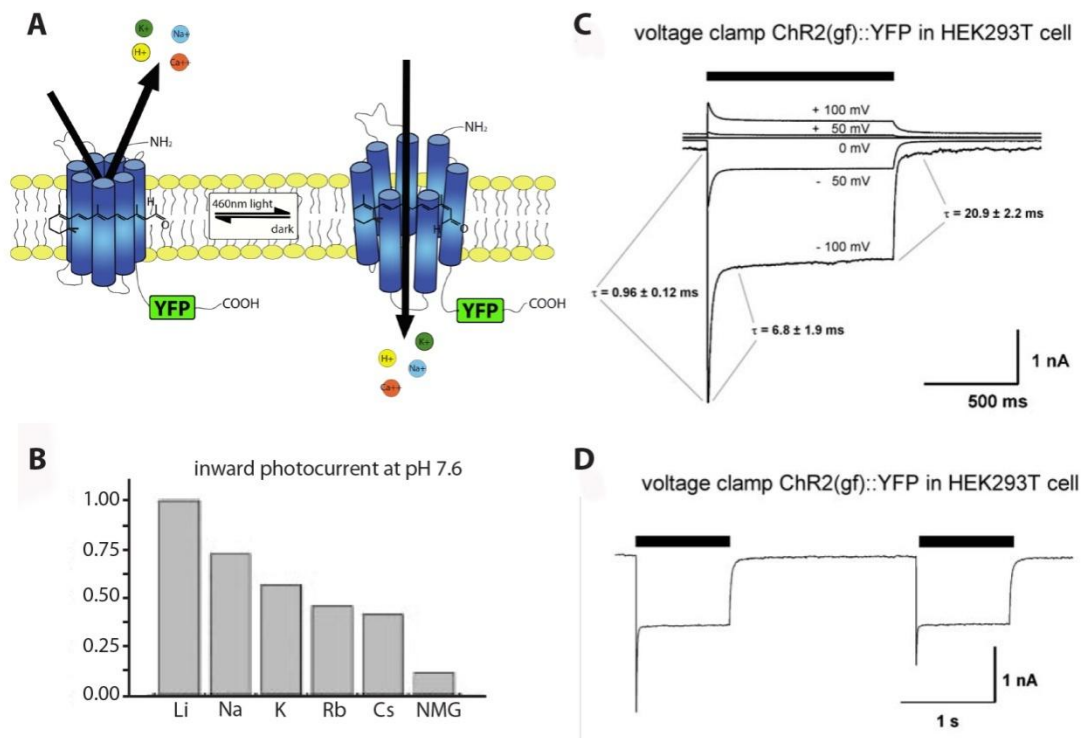 A
K+
Na+
H+
Ca++
NH₂
NH₂
460nm light
dark
YFP
COOH
YFP
COOH
H+
K+
Na+
Ca++
H
O
H
O
B
inward photocurrent at pH 7.6
1.00
0.75
0.50
0.25
0.00
Li
Na
K
Rb
Cs
NMG
C
voltage clamp ChR2(gf)::YFP in HEK293T cell
+ 100 mV
+ 50 mV
0 mV
- 50 mV
- 100 mV
τ = 20.9 ± 2.2 ms
τ = 0.96 ± 0.12 ms
τ = 6.8 ± 1.9 ms
1 nA
500 ms
D
voltage clamp ChR2(gf)::YFP in HEK293T cell
1 nA
1 s